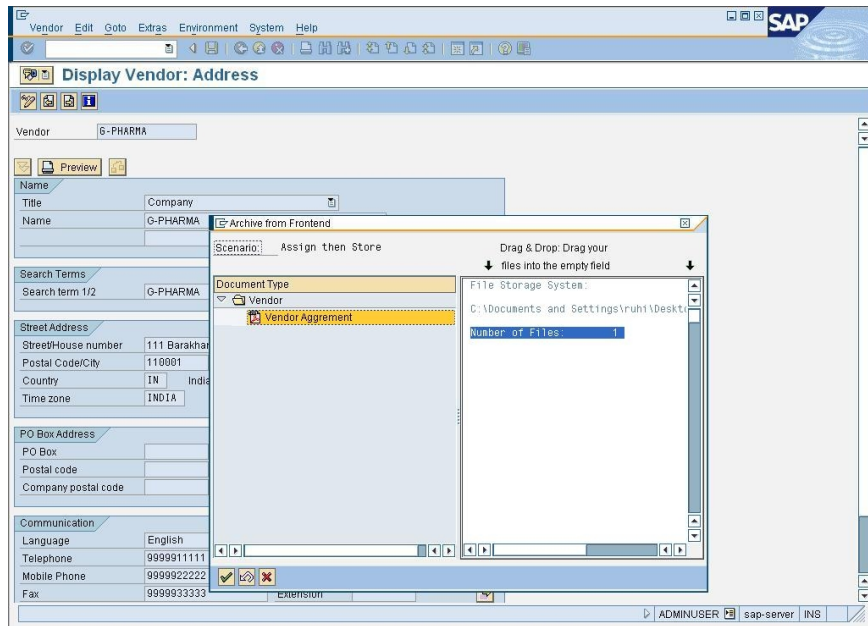 Vendor Edit Goto Extras Environment System Help
SAP
Display Vendor: Address
Vendor G-PHARMA
Preview
Name
Title Company
Name G-PHARMA
Search Terms
Search term 1/2 G-PHARMA
Street Address
Street/House number 111 Barakhar
Postal Code/City 110001
Country IN India
Time zone INDIA
PO Box Address
PO Box
Postal code
Company postal code
Communication
Language English
Telephone 9999911111
Mobile Phone 9999922222
Fax 9999933333 Extension
Archive from Frontend
Scenario: Assign then Store
Drag & Drop: Drag your
files into the empty field
Document Type
Vendor
Vendor Aggrement
File Storage System:
C:\Documents and Settings\ruhi\Deskt
Number of Files: 1
ADMINUSER sap-server INS